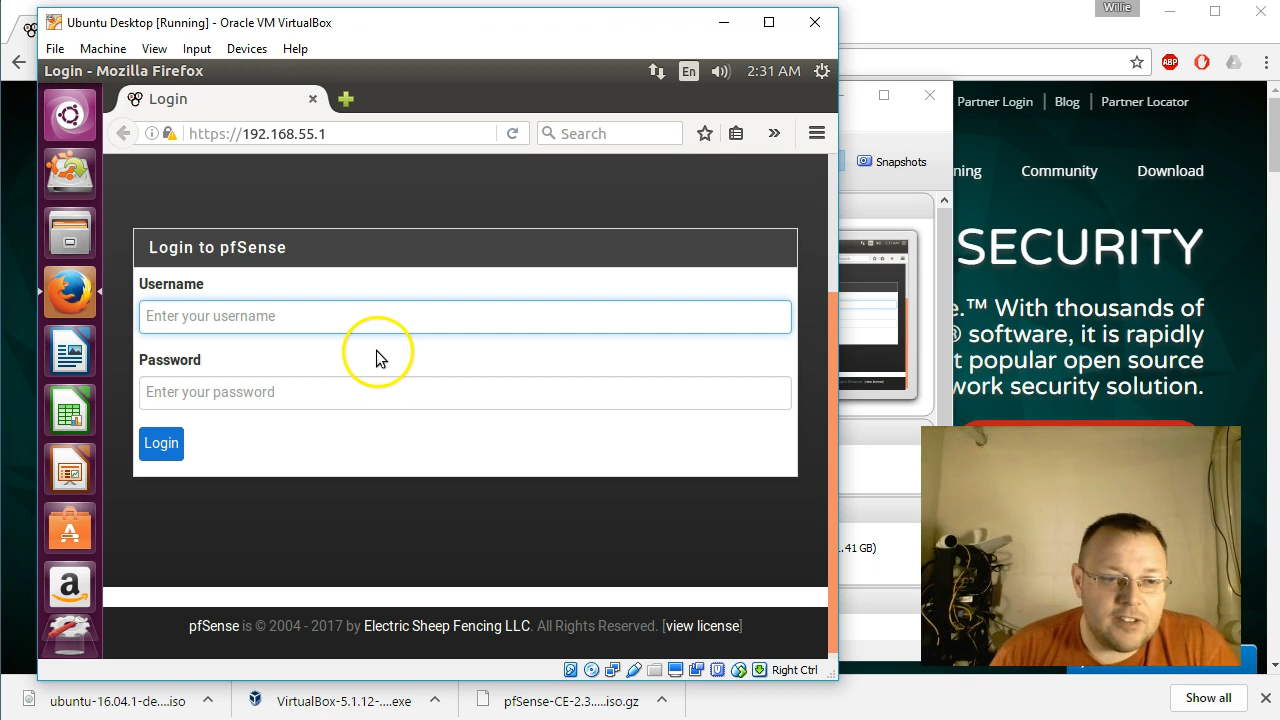 Ubuntu Desktop [Running] - Oracle VM VirtualBox
Willie
File Machine View Input Devices Help
Login - Mozilla Firefox
En
2:31 AM
Login
https://192.168.55.1
Search
Partner Login
Blog
Partner Locator
Snapshots
ning
Community
Download
ABP
SECURITY
e.™ With thousands of
® software, it is rapidly
t popular open source
work security solution.
Login to pfSense
Username
Enter your username
Password
Enter your password
Login
.41 GB)
pfSense is © 2004 - 2017 by Electric Sheep Fencing LLC. All Rights Reserved. [view license]
Right Ctrl
ubuntu-16.04.1-de....iso
VirtualBox-5.1.12-....exe
pfSense-CE-2.3.....iso.gz
Show all